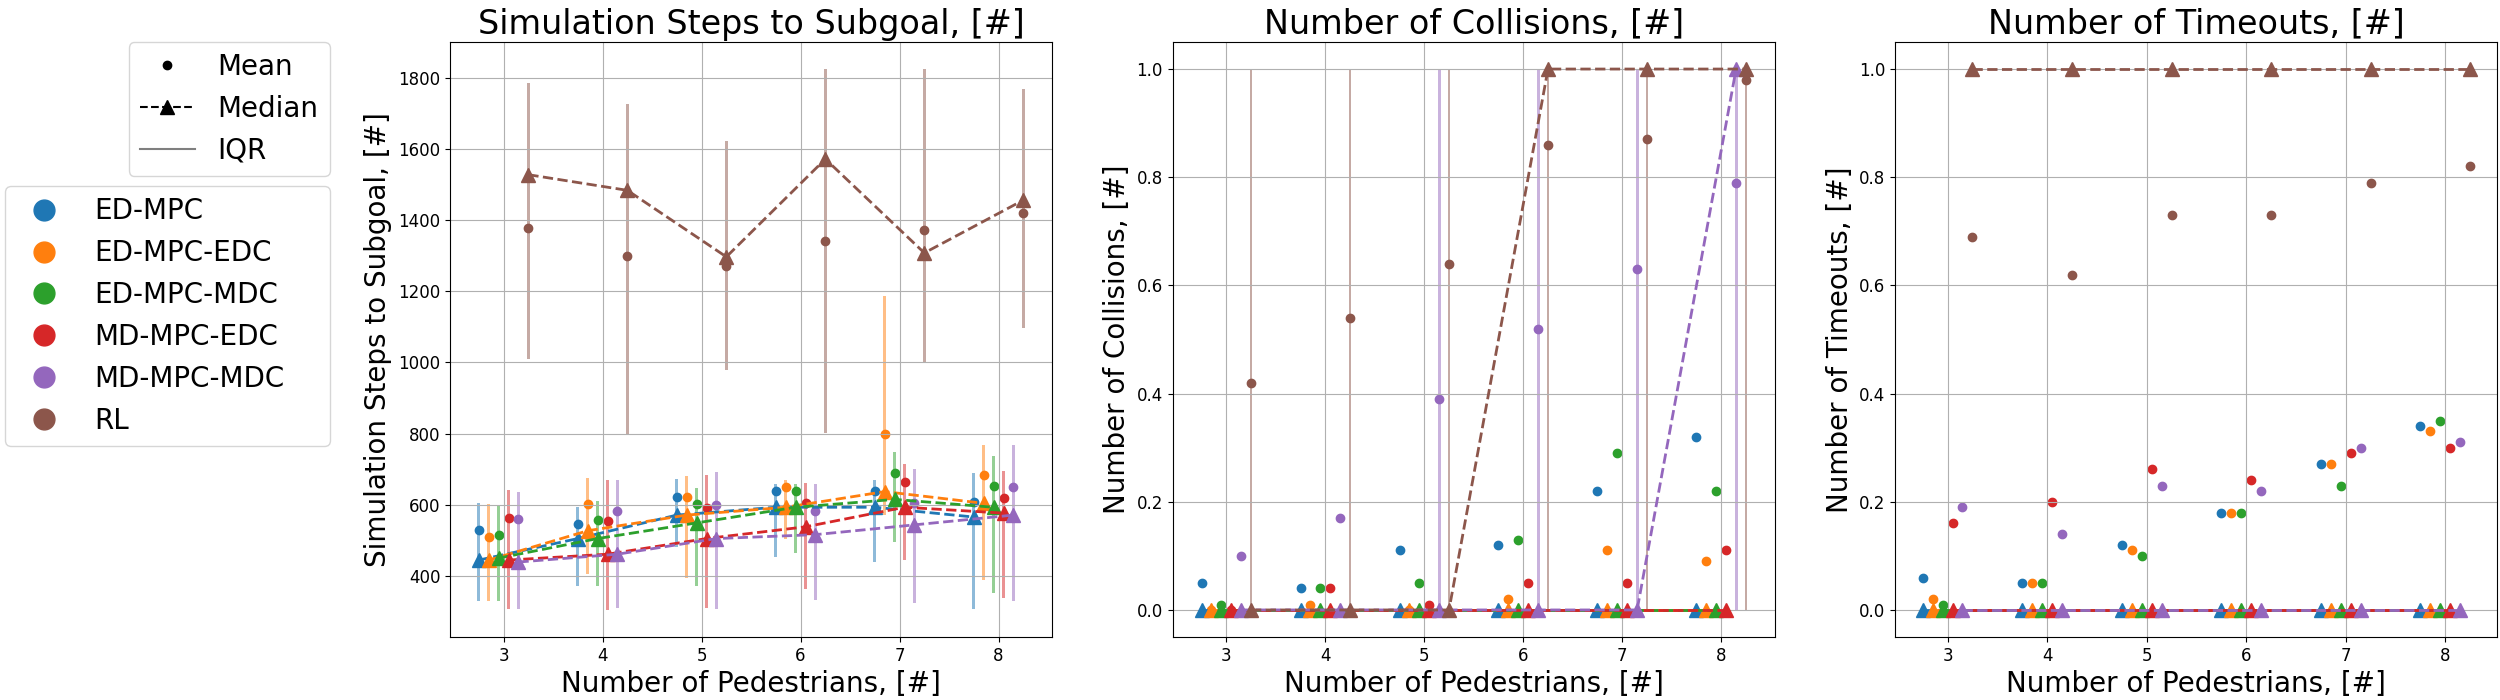 Mean
Median
IQR
ED-MPC
ED-MPC-EDC
ED-MPC-MDC
MD-MPC-EDC
MD-MPC-MDC
RL
Simulation Steps to Subgoal, [#]
Simulation Steps to Subgoal, [#]
1800
1600
1400
1200
1000
800
600
400
3 4 5 6 7 8
Number of Pedestrians, [#]
Number of Collisions, [#]
Number of Collisions, [#]
1.0
0.8
0.6
0.4
0.2
0.0
3 4 5 6 7 8
Number of Pedestrians, [#]
Number of Timeouts, [#]
Number of Timeouts, [#]
1.0
0.8
0.6
0.4
0.2
0.0
3 4 5 6 7 8
Number of Pedestrians, [#]